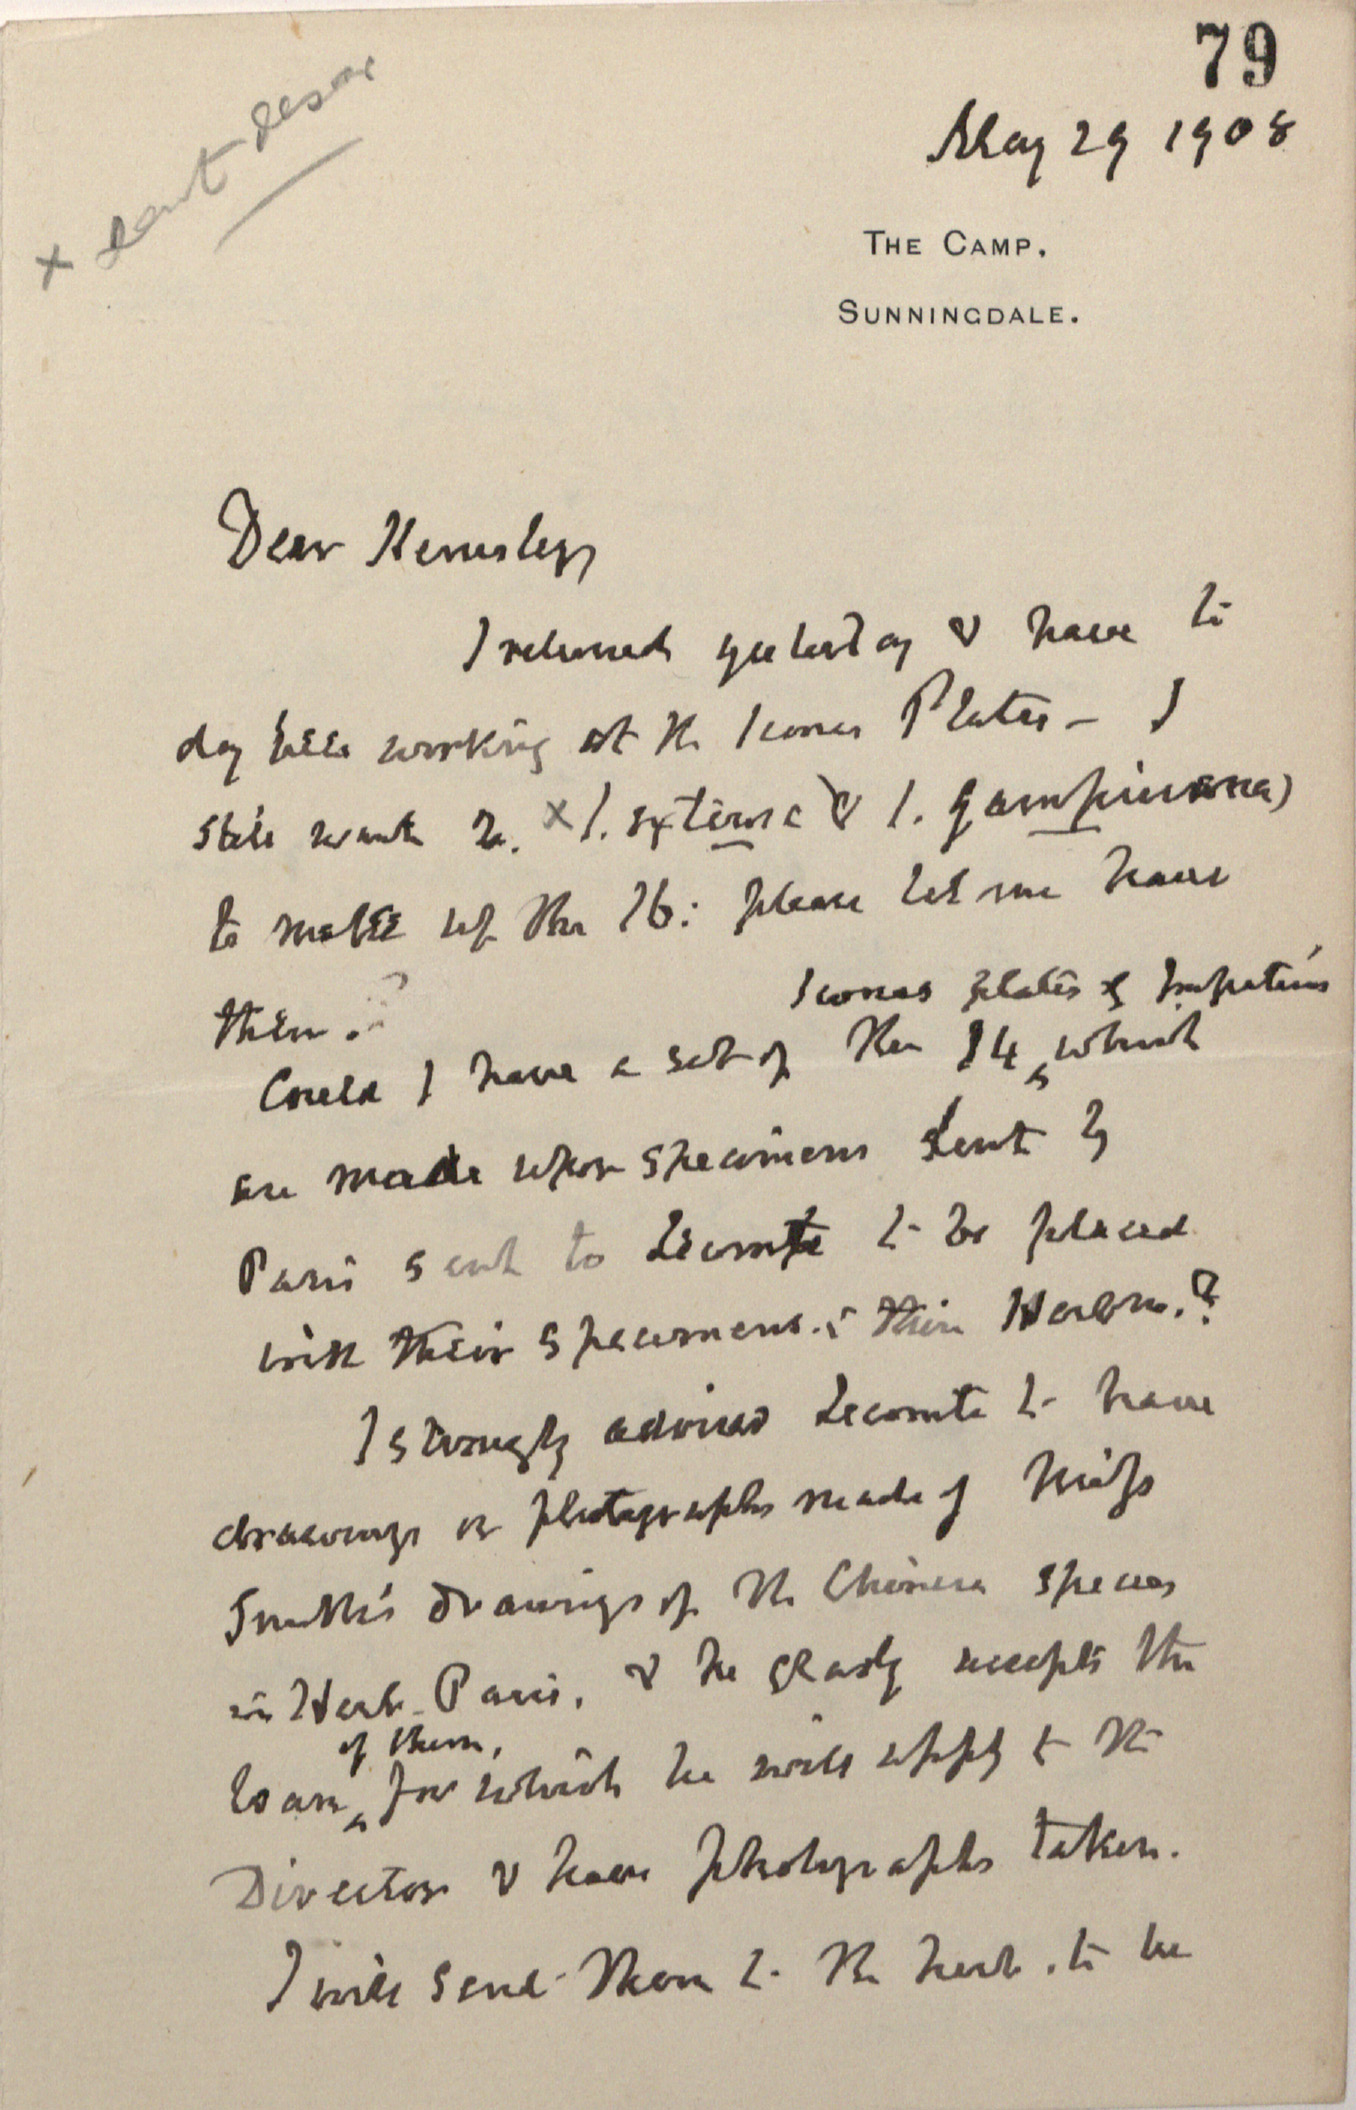 79
x sent
May 29 1908
THE CAMP,
SUNNINGDALE.
Dear Hemsley
I returned yesterday & have to
day been working at the Icones Plates – I
still want 2. x I. extensa & I.
to make up the 16: please let me have
them.?
Icones plates of Impatiens
Could I have a set of the 14 ^ which
are made upon specimens lent by
Paris sent to Lecomte to be placed
with their specimens in their Herbm.?
I strongly advised Lecomte to have
drawings or photographs made of Miss
Smith's drawings of the Chinese species
in Herb. Paris, & he gladly accepts the
of them,
loan ^ for which he will apply to the
Director & have photographs taken.
I will send them to the herb. to be